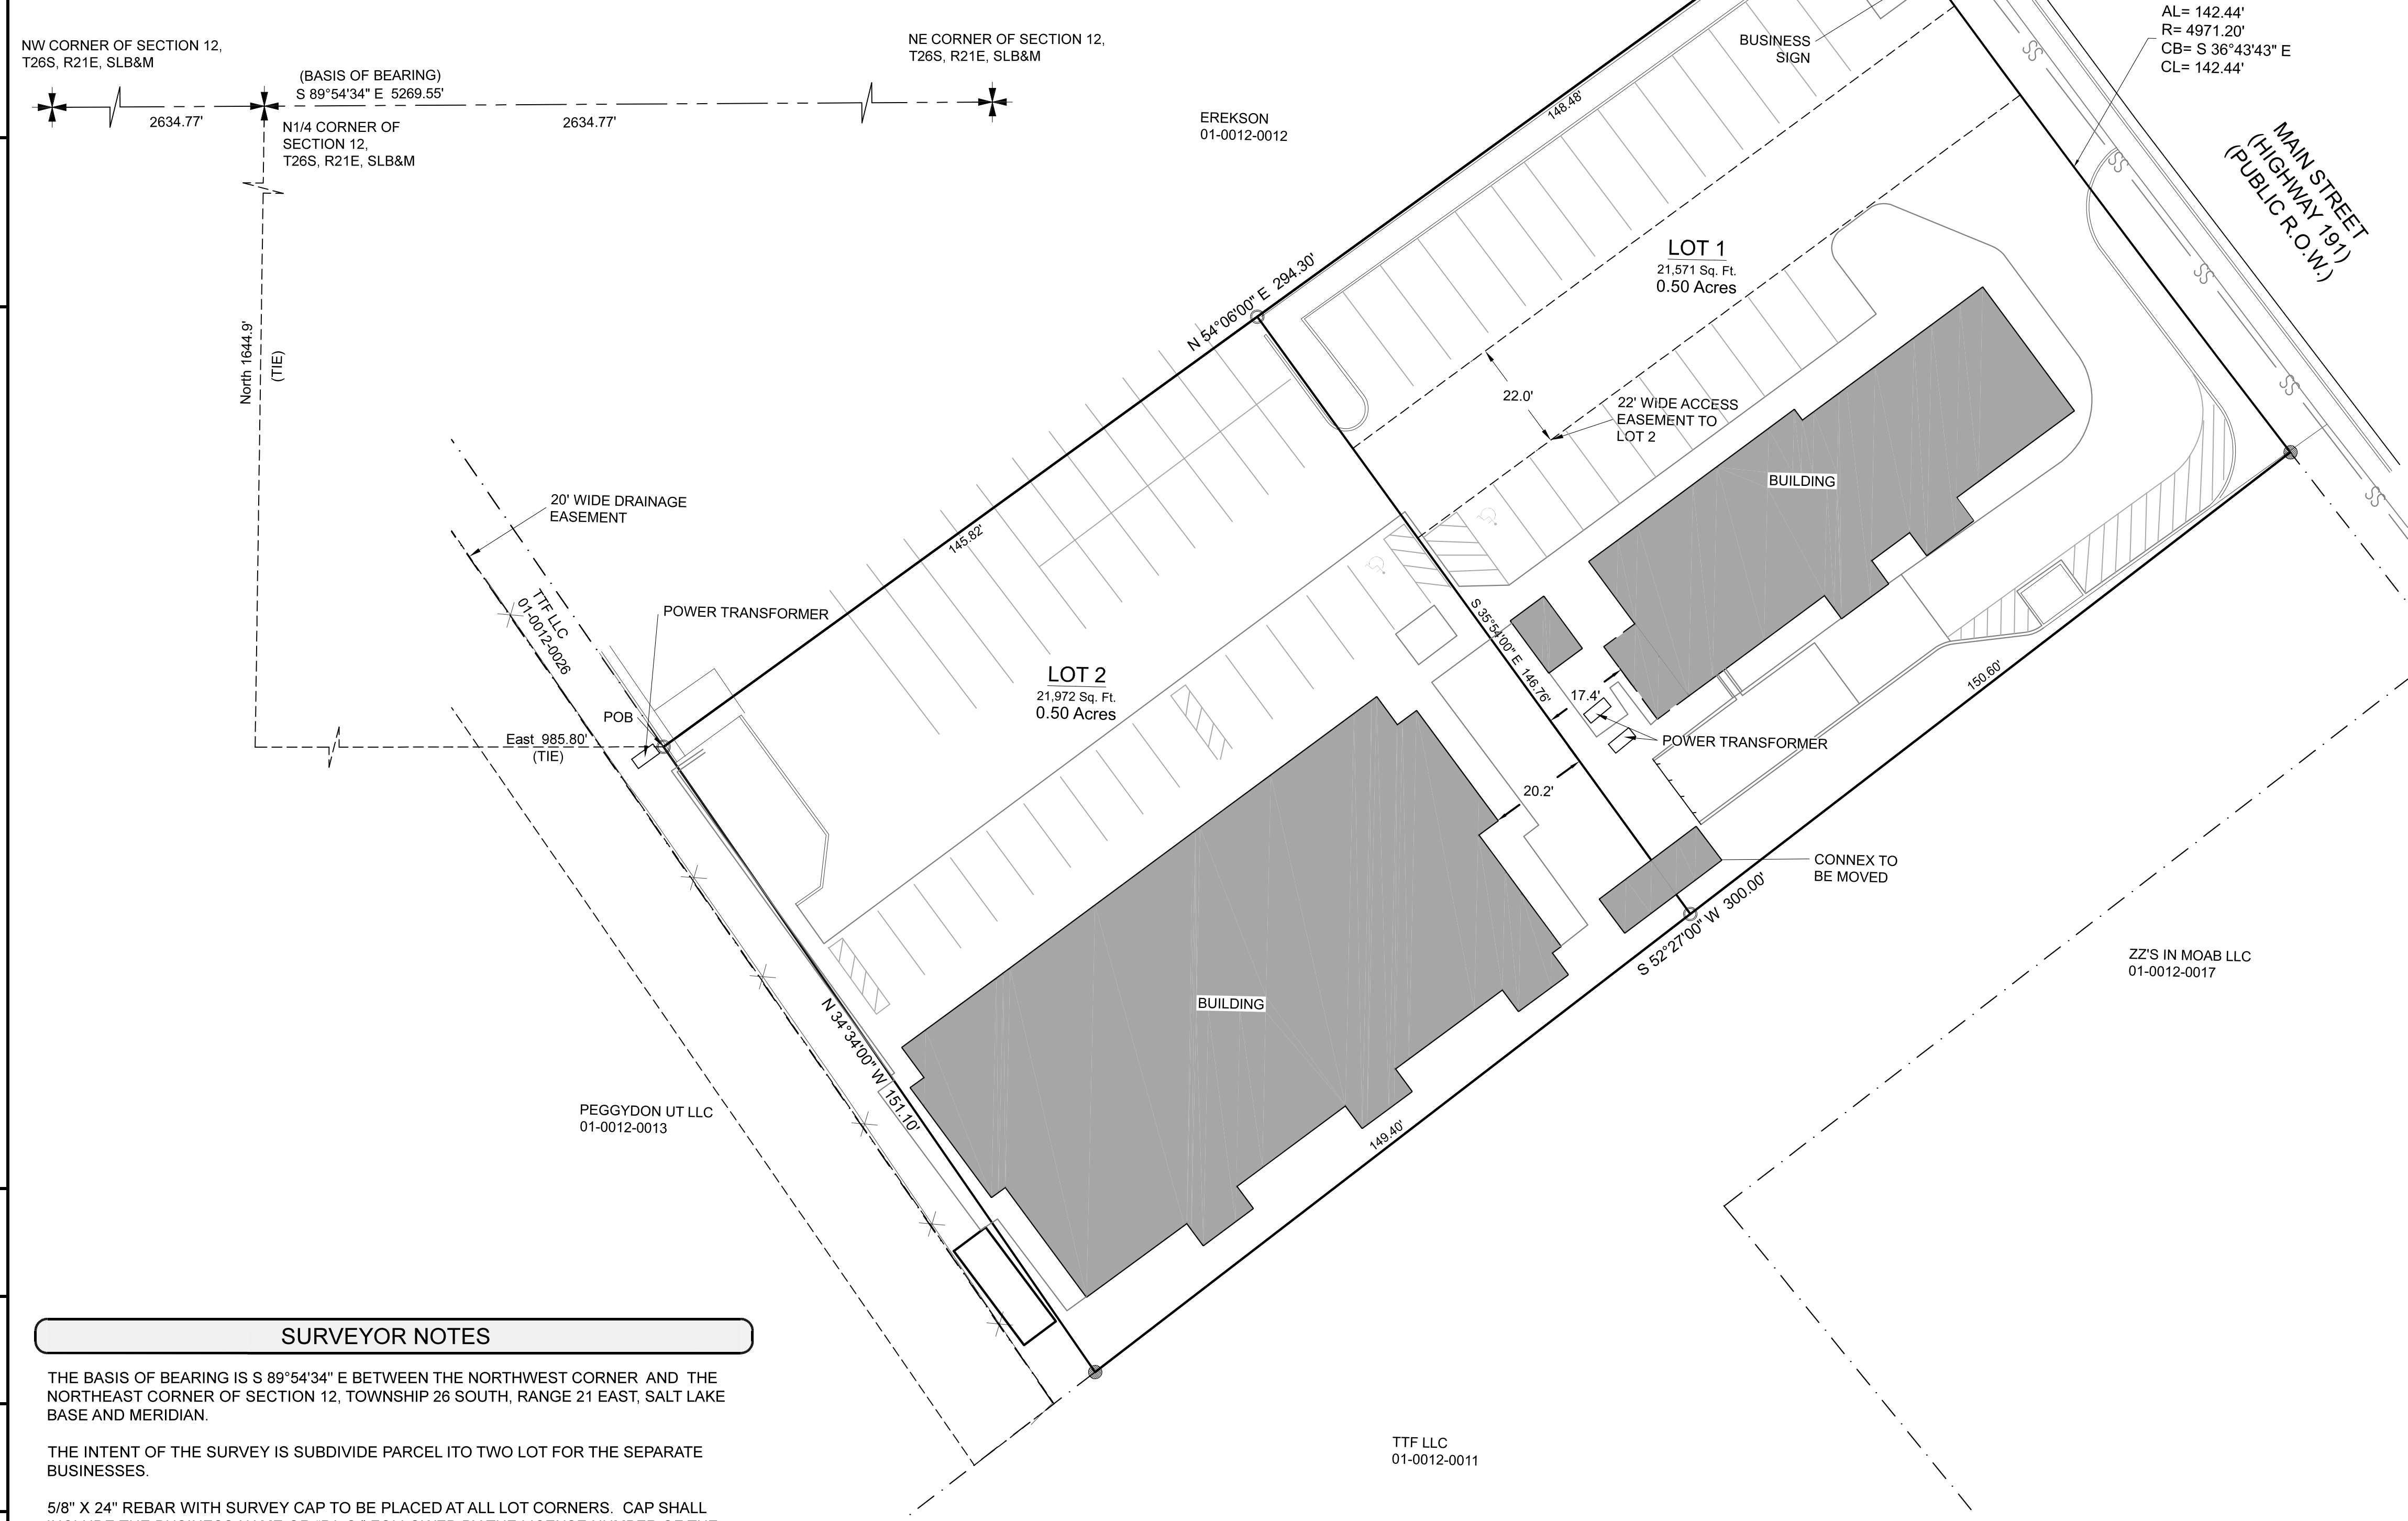 NW CORNER OF SECTION 12,
T26S, R21E, SLB&M
(BASIS OF BEARING)
S 89°54'34" E 5269.55'
2634.77'
2634.77'
N1/4 CORNER OF
SECTION 12,
T26S, R21E, SLB&M
NE CORNER OF SECTION 12,
T26S, R21E, SLB&M
EREKSON
01-0012-0012
BUSINESS
SIGN
AL= 142.44'
R= 4971.20'
CB= S 36°43'43" E
CL= 142.44'
MAIN STREET
(HIGHWAY 191)
(PUBLIC R.O.W.)
SS
SS
SS
SS
SS
148.48'
N 54°06'00" E 294.30'
LOT 1
21,571 Sq. Ft.
0.50 Acres
North 1644.9'
(TIE)
22.0'
22' WIDE ACCESS
EASEMENT TO
LOT 2
BUILDING
20' WIDE DRAINAGE
EASEMENT
145.82'
TTF LLC
01-0012-0026
POWER TRANSFORMER
LOT 2
21,972 Sq. Ft.
0.50 Acres
S 35°54'00" E 146.76'
17.4'
150.60'
POB
East 985.80'
(TIE)
POWER TRANSFORMER
20.2'
CONNEX TO
BE MOVED
S 52°27'00" W 300.00'
ZZ'S IN MOAB LLC
01-0012-0017
BUILDING
N 34°34'00" W 151.10'
PEGGYDON UT LLC
01-0012-0013
149.40'
TTF LLC
01-0012-0011
SURVEYOR NOTES
THE BASIS OF BEARING IS S 89°54'34" E BETWEEN THE NORTHWEST CORNER AND THE
NORTHEAST CORNER OF SECTION 12, TOWNSHIP 26 SOUTH, RANGE 21 EAST, SALT LAKE
BASE AND MERIDIAN.
THE INTENT OF THE SURVEY IS SUBDIVIDE PARCEL ITO TWO LOT FOR THE SEPARATE
BUSINESSES.
5/8" X 24" REBAR WITH SURVEY CAP TO BE PLACED AT ALL LOT CORNERS. CAP SHALL